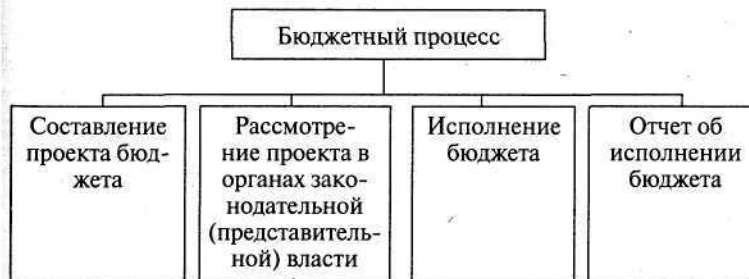 Бюджетный процесс
Составление
проекта бюд-
жета
Рассмотре-
ние проекта в
органах зако-
нодательной
(представитель-
ной) власти
Исполнение
бюджета
Отчет об
исполнении
бюджета